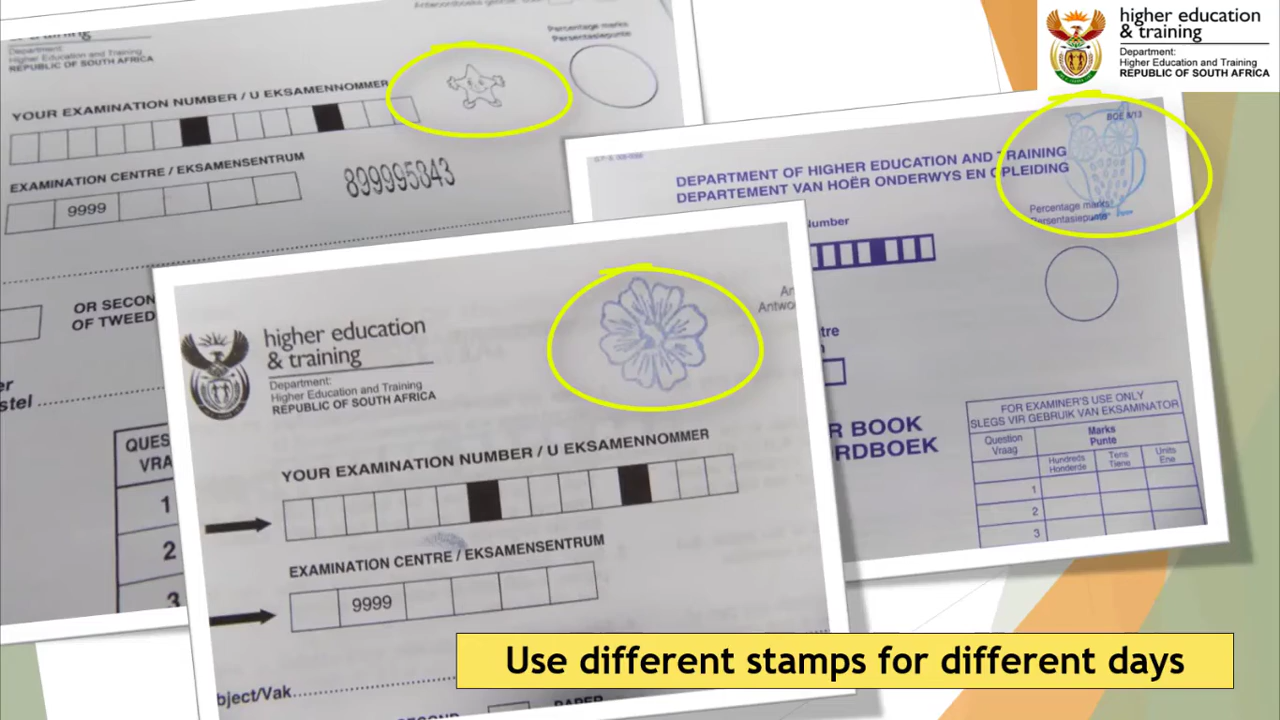 higher education
& training
Department:
Higher Education and Training
REPUBLIC OF SOUTH AFRICA
Percentage marks
Persentasiepunte
Department:
Higher Education and Training
REPUBLIC OF SOUTH AFRICA
YOUR EXAMINATION NUMBER / U EKSAMENNOMMER
EXAMINATION CENTRE / EKSAMENSENTRUM
9999
899995843
OR SECON
OF TWEED
QUES
VRA
1
2
3
BOE 8/13
DEPARTMENT OF HIGHER EDUCATION AND TRAINING
DEPARTEMENT VAN HOËR ONDERWYS EN OPLEIDING
Percentage marks
Persentasiepunte
Number
R BOOK
RDBOEK
FOR EXAMINER'S USE ONLY
SLEGS VIR GEBRUIK VAN EKSAMINATOR
Question
Vraag
Marks
Punte
Hundreds
Honderde
Tens
Tiene
Units
Ene
1
2
3
higher education
& training
Department:
Higher Education and Training
REPUBLIC OF SOUTH AFRICA
YOUR EXAMINATION NUMBER / U EKSAMENNOMMER
EXAMINATION CENTRE / EKSAMENSENTRUM
9999
bject/Vak
PAPER
Use different stamps for different days